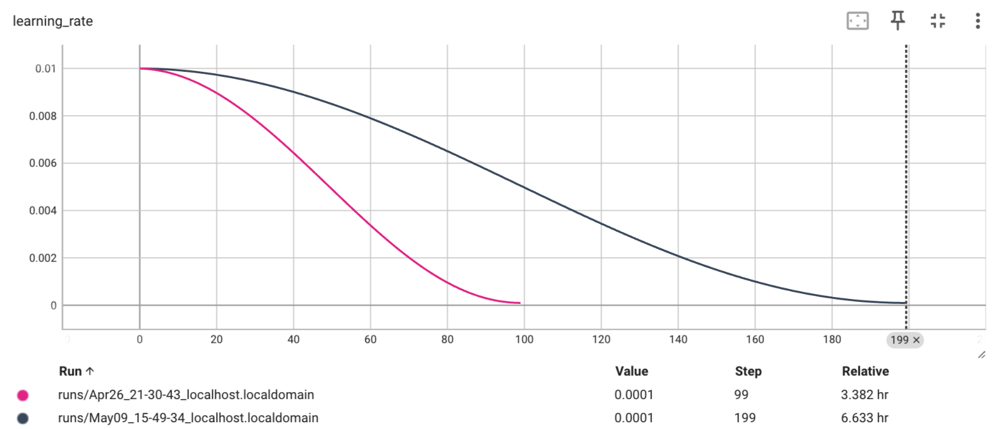 learning_rate
0.01
0.008
0.006
0.004
0.002
0
0 20 40 60 80 100 120 140 160 180 199 ×
Run ↑ Value Step Relative
runs/Apr26_21-30-43_localhost.localdomain 0.0001 99 3.382 hr
runs/May09_15-49-34_localhost.localdomain 0.0001 199 6.633 hr